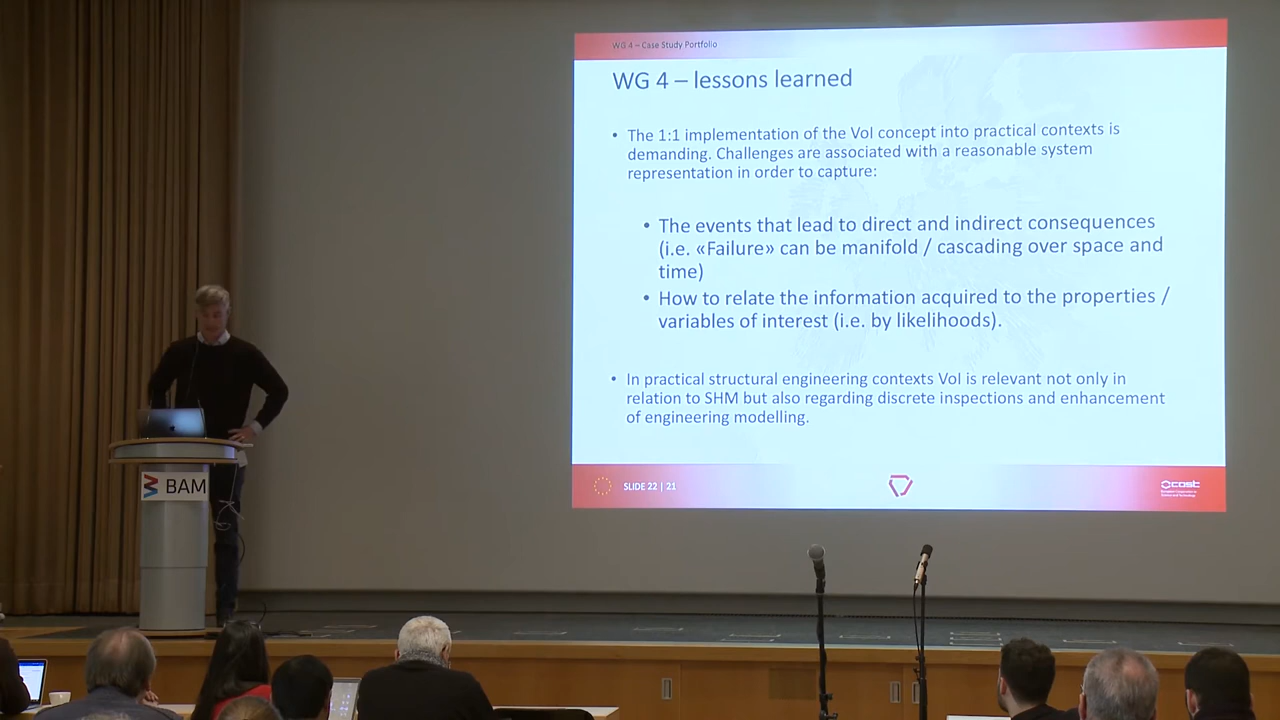 WG 4 – Case Study Portfolio
WG 4 – lessons learned
• The 1:1 implementation of the VoI concept into practical contexts is
demanding. Challenges are associated with a reasonable system
representation in order to capture:
• The events that lead to direct and indirect consequences
(i.e. «Failure» can be manifold / cascading over space and
time)
• How to relate the information acquired to the properties /
variables of interest (i.e. by likelihoods).
• In practical structural engineering contexts VoI is relevant not only in
relation to SHM but also regarding discrete inspections and enhancement
of engineering modelling.
SLIDE 22 | 21
cost
BAM